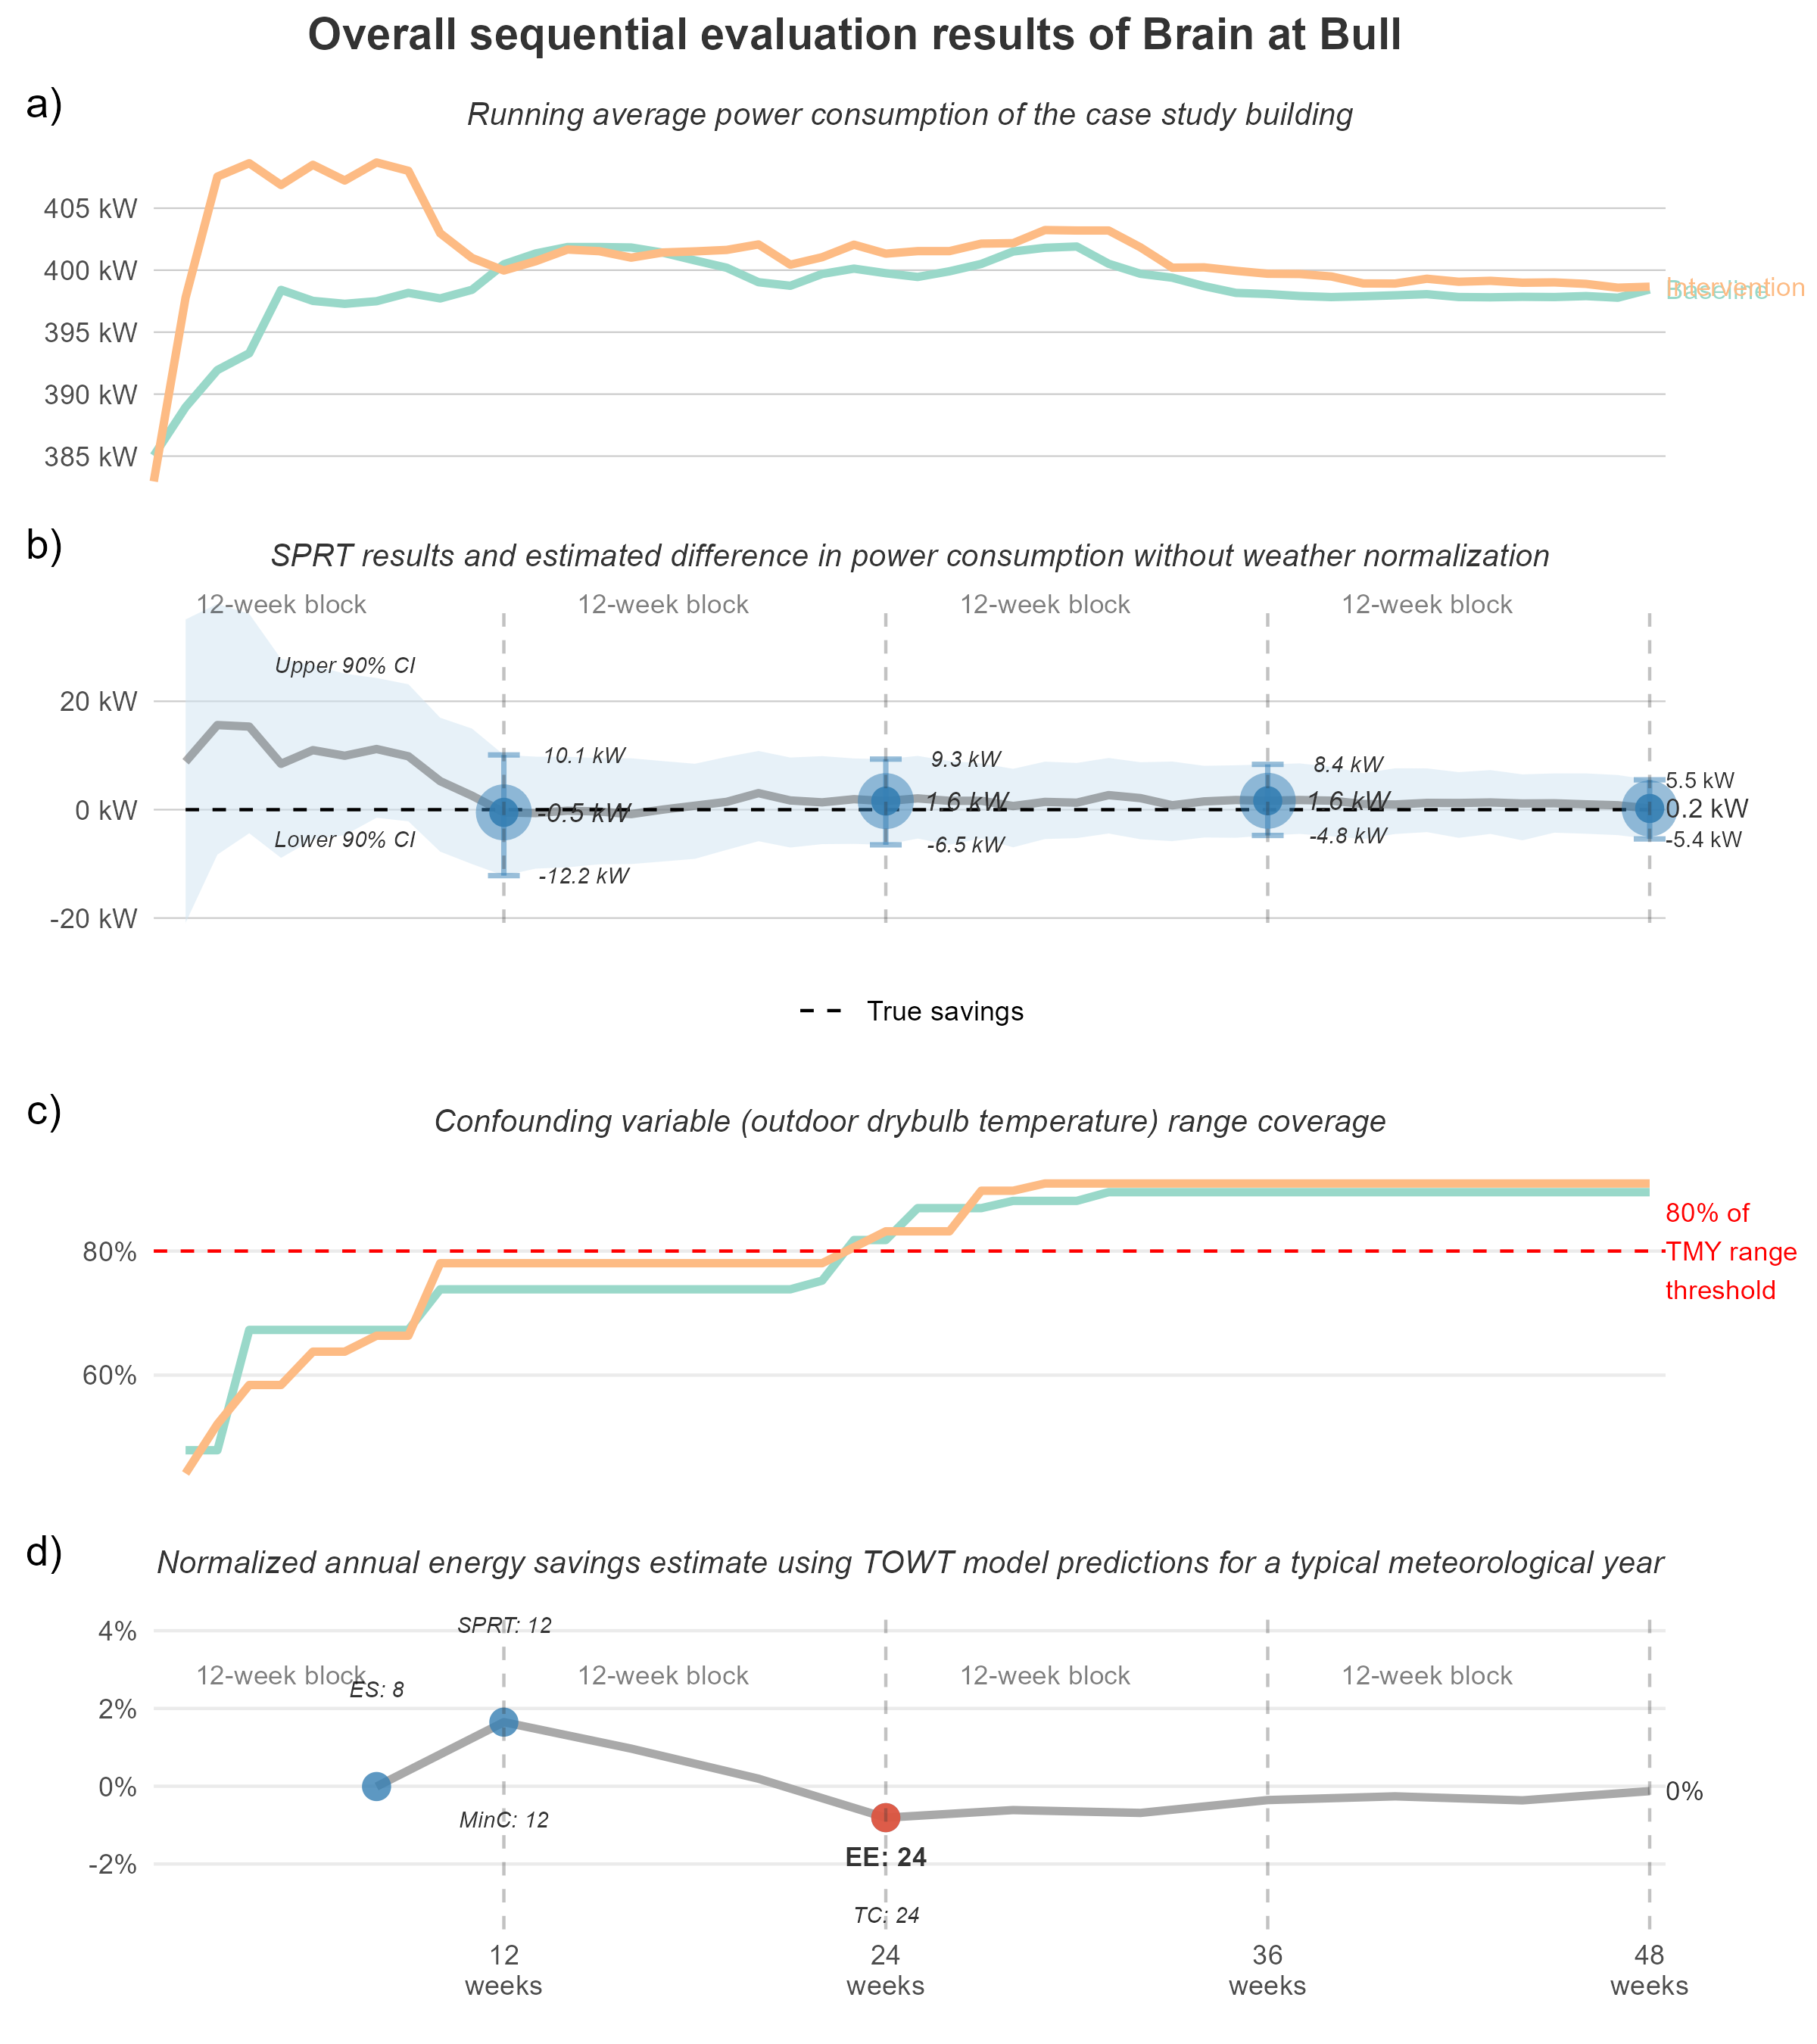 Overall sequential evaluation results of Brain at Bull
a)
Running average power consumption of the case study building
405 kW
400 kW
395 kW
390 kW
385 kW
Intervention
Baseline
b)
SPRT results and estimated difference in power consumption without weather normalization
12-week block 12-week block 12-week block 12-week block
Upper 90% CI
Lower 90% CI
20 kW
0 kW
-20 kW
10.1 kW
-0.5 kW
-12.2 kW
9.3 kW
1.6 kW
-6.5 kW
8.4 kW
1.6 kW
-4.8 kW
5.5 kW
0.2 kW
-5.4 kW
True savings
c)
Confounding variable (outdoor drybulb temperature) range coverage
80%
60%
80% of
TMY range
threshold
d)
Normalized annual energy savings estimate using TOWT model predictions for a typical meteorological year
4%
2%
0%
-2%
12-week block 12-week block 12-week block 12-week block
SPRT: 12
ES: 8
MinC: 12
EE: 24
TC: 24
0%
12
weeks
24
weeks
36
weeks
48
weeks